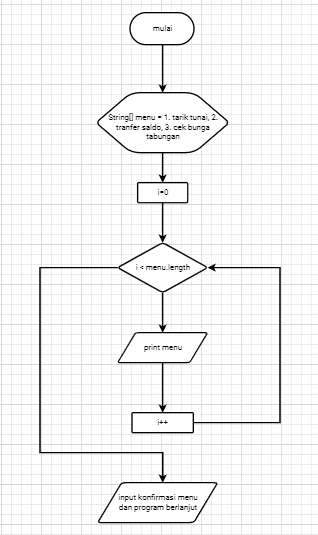 mulai
String[] menu = 1. tarik tunai, 2.
tranfer saldo, 3. cek bunga
tabungan
i=0
i < menu.length
print menu
i++
input konfirmasi menu
dan program berlanjut